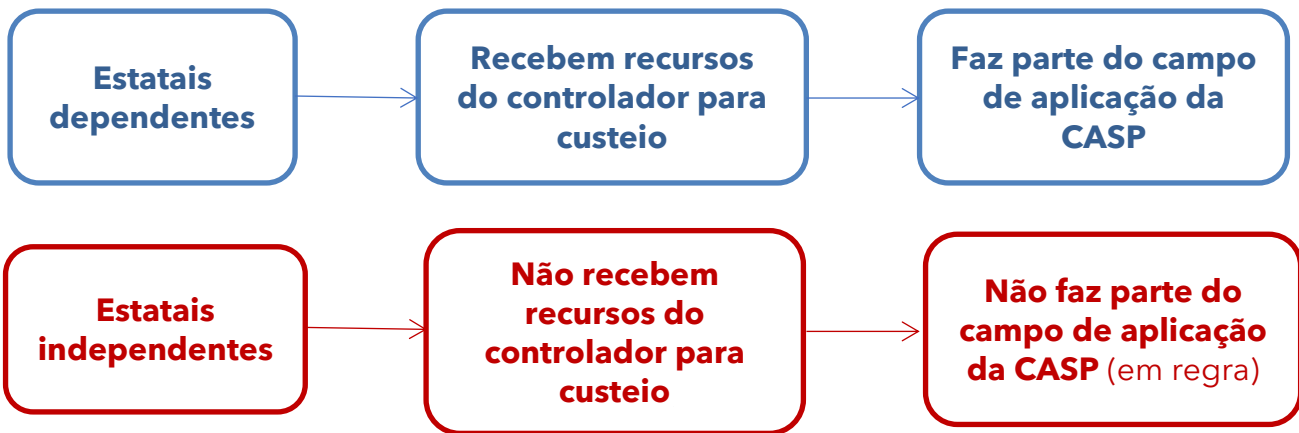 Estatais
dependentes
Recebem recursos
do controlador para
custeio
Faz parte do campo
de aplicação da
CASP
Estatais
independentes
Não recebem
recursos do
controlador para
custeio
Não faz parte do
campo de aplicação
da CASP (em regra)